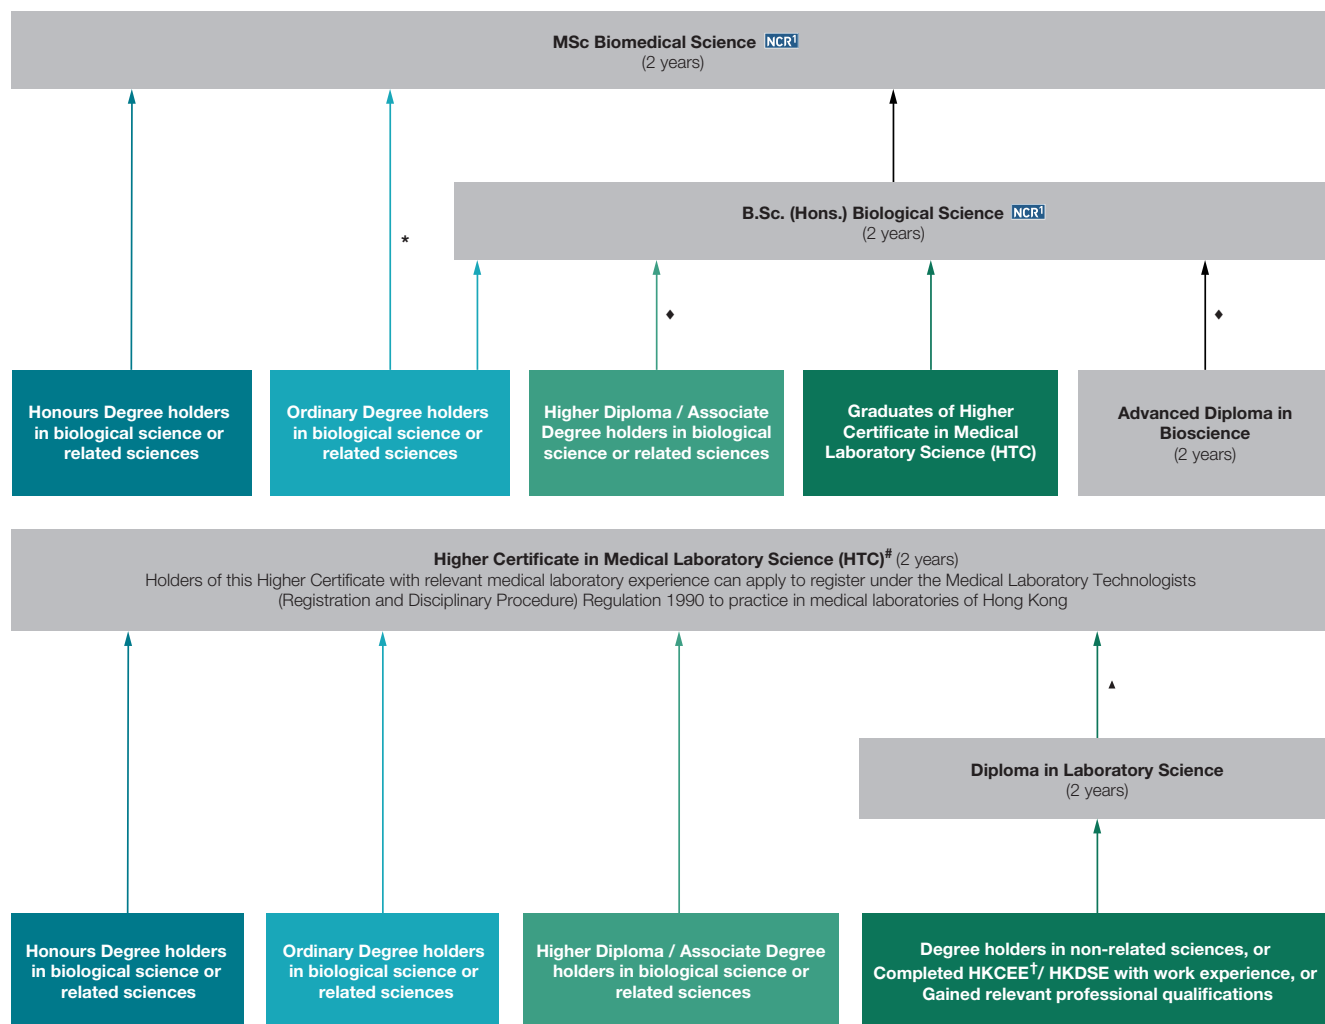 MSc Biomedical Science NCR¹
(2 years)
*
B.Sc. (Hons.) Biological Science NCR¹
(2 years)
♦
♦
Honours Degree holders
in biological science or
related sciences
Ordinary Degree holders
in biological science or
related sciences
Higher Diploma / Associate
Degree holders in biological
science or related sciences
Graduates of Higher
Certificate in Medical
Laboratory Science (HTC)
Advanced Diploma in
Bioscience
(2 years)
Higher Certificate in Medical Laboratory Science (HTC)# (2 years)
Holders of this Higher Certificate with relevant medical laboratory experience can apply to register under the Medical Laboratory Technologists
(Registration and Disciplinary Procedure) Regulation 1990 to practice in medical laboratories of Hong Kong
▲
Diploma in Laboratory Science
(2 years)
Honours Degree holders
in biological science or
related sciences
Ordinary Degree holders
in biological science or
related sciences
Higher Diploma / Associate Degree
holders in biological science or
related sciences
Degree holders in non-related sciences, or
Completed HKCEE†/ HKDSE with work experience, or
Gained relevant professional qualifications